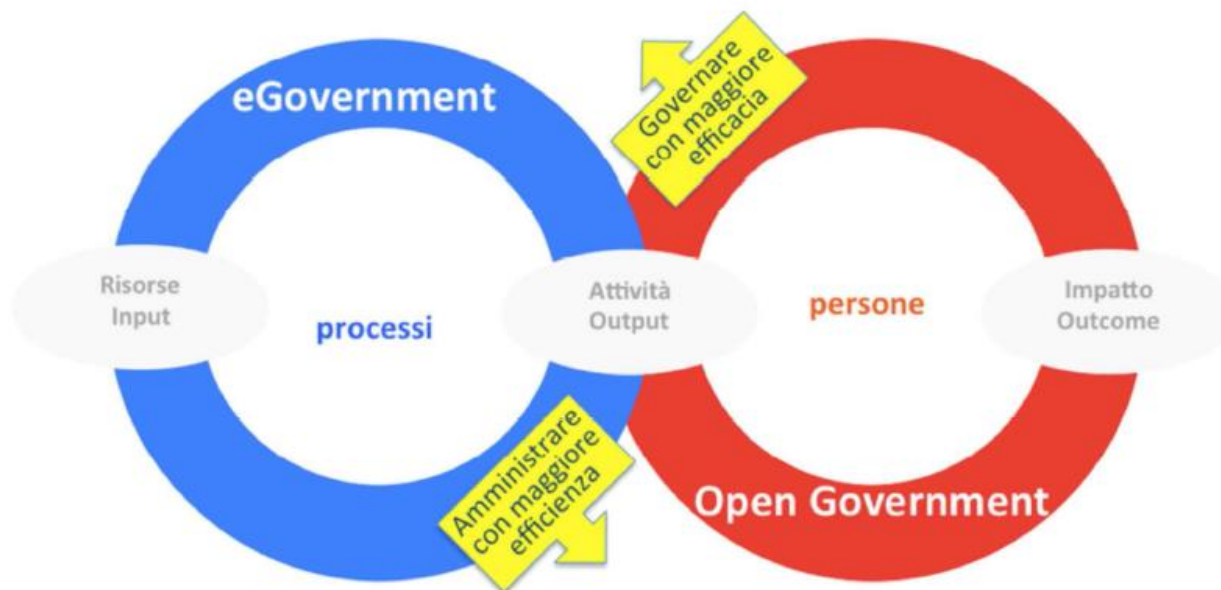 eGovernment
Governare
con maggiore
efficacia
Risorse
Input
processi
Attività
Output
persone
Impatto
Outcome
Amministrare
con maggiore
efficienza
Open Government